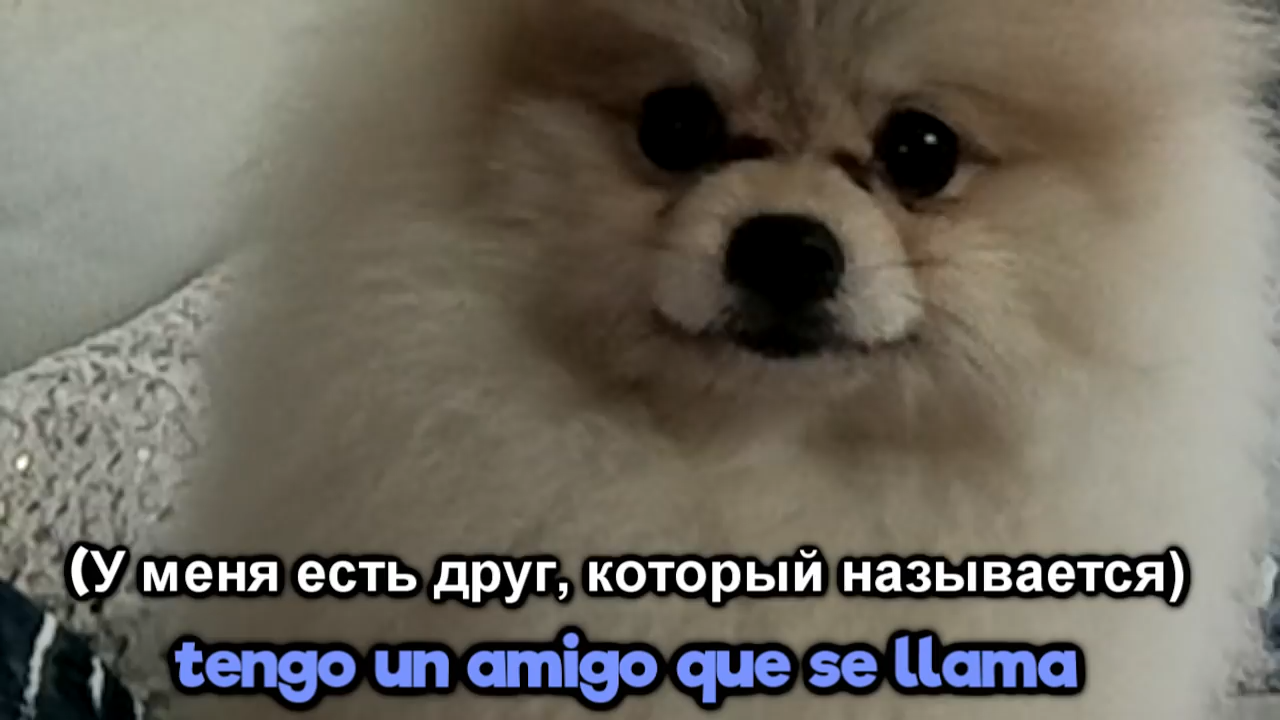 (У меня есть друг, который называется)
tengo un amigo que se llama